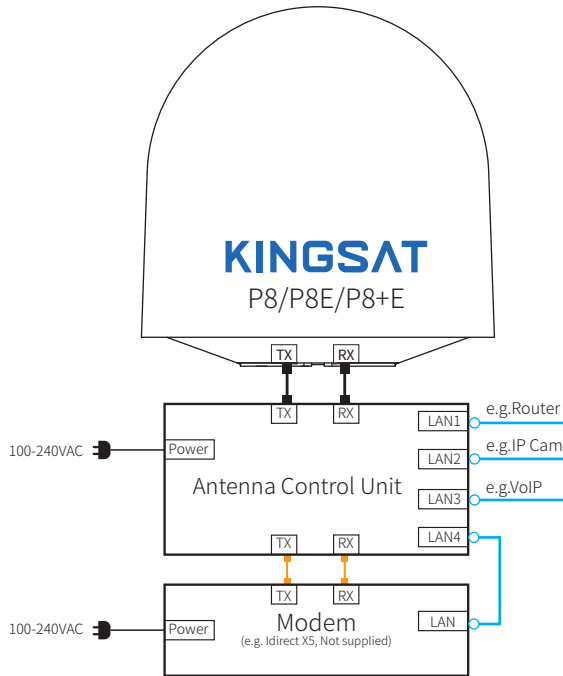 KINGSAT
P8/P8E/P8+E
TX RX
TX RX
LAN1 e.g.Router
100-240VAC Power
LAN2 e.g.IP Cam
Antenna Control Unit
LAN3 e.g.VoIP
LAN4
TX RX
TX RX
Modem
LAN
100-240VAC Power
(e.g. Idirect X5, Not supplied)